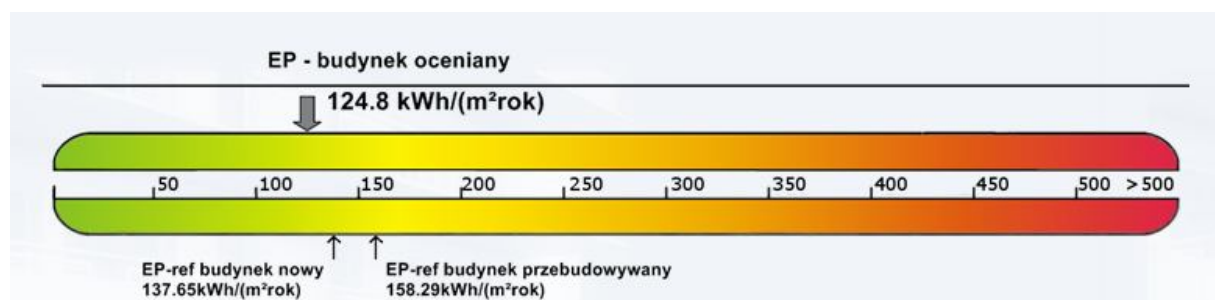 EP - budynek oceniany
124.8 kWh/(m²rok)
50 100 150 200 250 300 350 400 450 500 > 500
EP-ref budynek nowy
137.65kWh/(m²rok)
EP-ref budynek przebudowywany
158.29kWh/(m²rok)